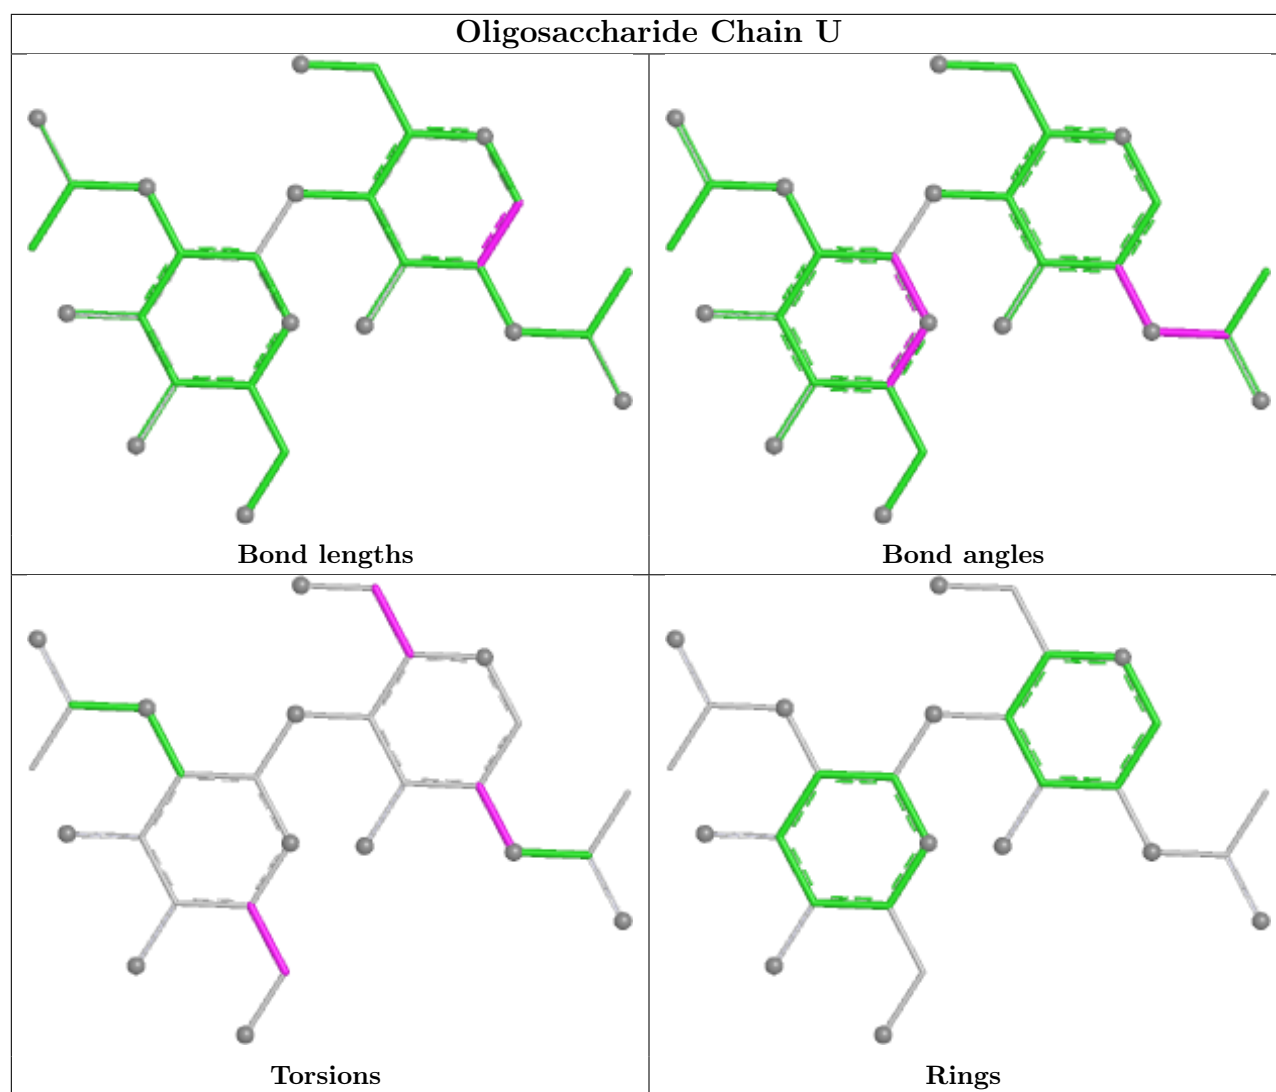 Oligosaccharide Chain U
Bond lengths
Bond angles
Torsions
Rings